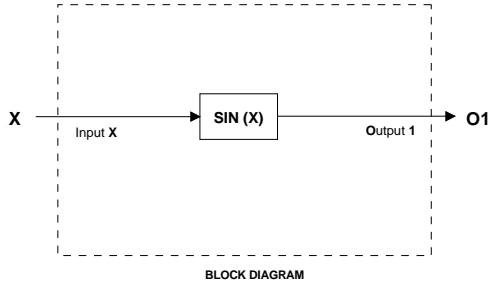 X
Input X
SIN (X)
Output 1
O1
BLOCK DIAGRAM